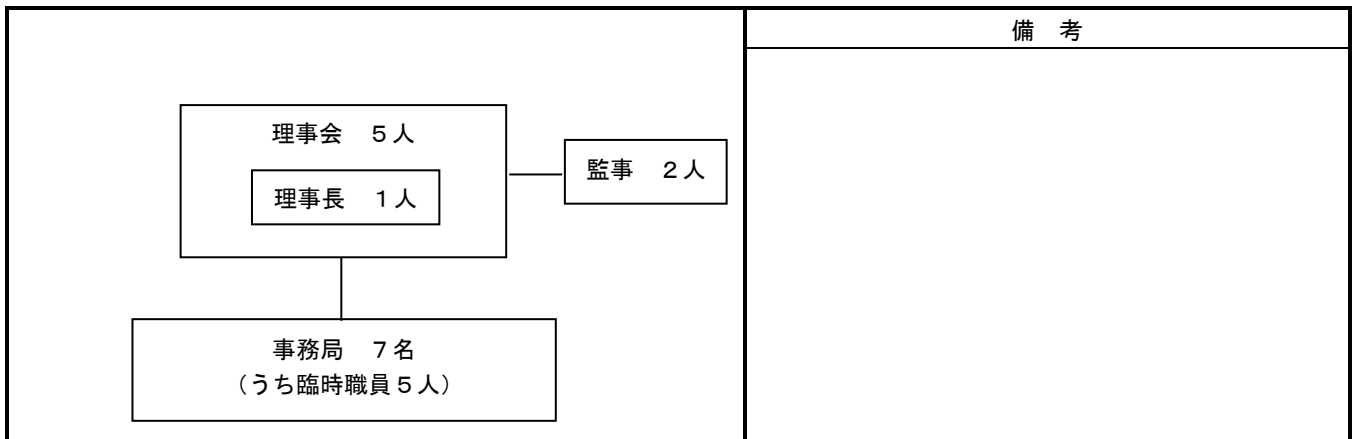 備　考
理事会　５人
理事長　１人
監事　２人
事務局　７名
（うち臨時職員５人）